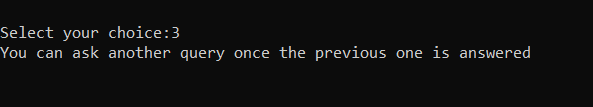 Select your choice:3
You can ask another query once the previous one is answered